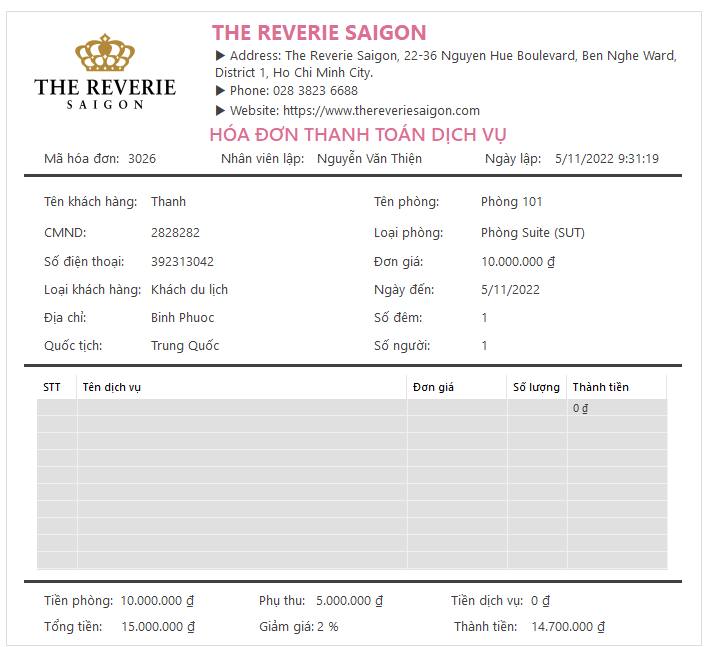 THE REVERIE
SAIGON
THE REVERIE SAIGON
▶ Address: The Reverie Saigon, 22-36 Nguyen Hue Boulevard, Ben Nghe Ward,
District 1, Ho Chi Minh City.
▶ Phone: 028 3823 6688
▶ Website: https://www.thereveriesaigon.com
HÓA ĐƠN THANH TOÁN DỊCH VỤ
Mã hóa đơn: 3026 Nhân viên lập: Nguyễn Văn Thiện Ngày lập: 5/11/2022 9:31:19
Tên khách hàng: Thanh Tên phòng: Phòng 101
CMND: 2828282 Loại phòng: Phòng Suite (SUT)
Số điện thoại: 392313042 Đơn giá: 10.000.000 ₫
Loại khách hàng: Khách du lịch Ngày đến: 5/11/2022
Địa chỉ: Binh Phuoc Số đêm: 1
Quốc tịch: Trung Quốc Số người: 1
STT Tên dịch vụ Đơn giá Số lượng Thành tiền
0 ₫
Tiền phòng: 10.000.000 ₫ Phụ thu: 5.000.000 ₫ Tiền dịch vụ: 0 ₫
Tổng tiền: 15.000.000 ₫ Giảm giá: 2 % Thành tiền: 14.700.000 ₫